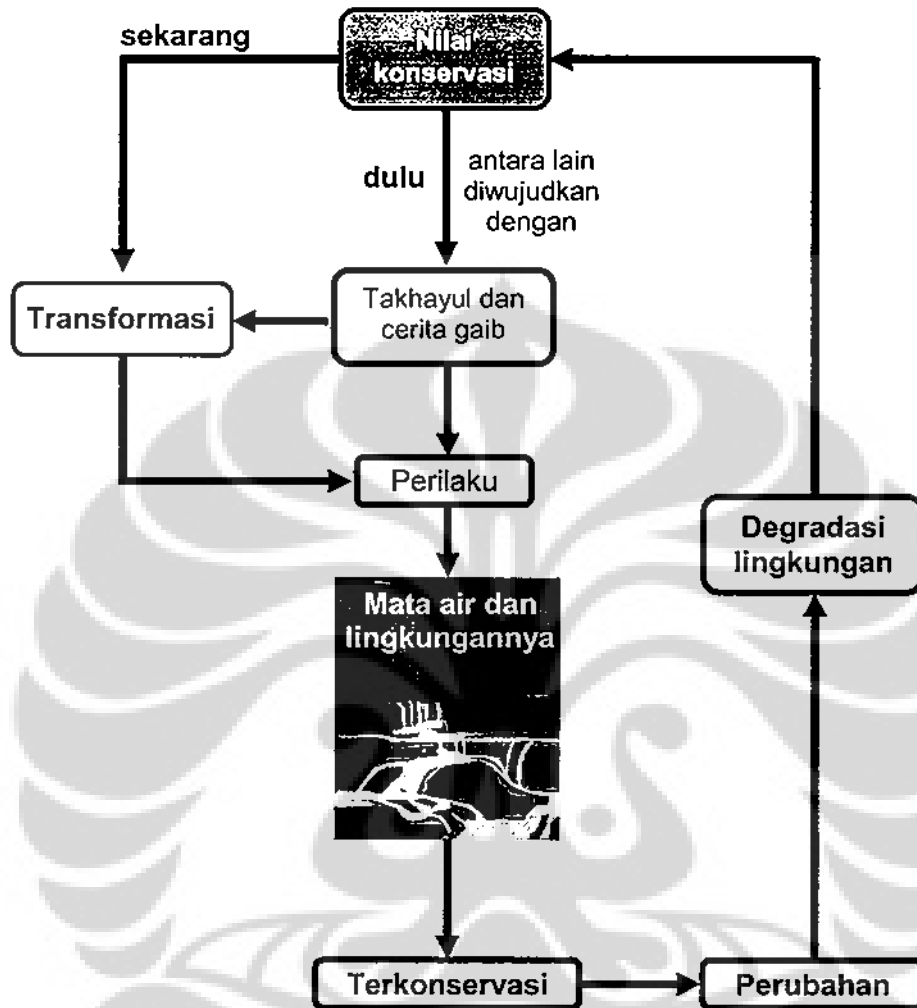 sekarang
Nilai
konservasi
dulu
antara lain
diwujudkan
dengan
Transformasi
Takhayul dan
cerita gaib
Perilaku
Mata air dan
lingkungannya
Degradasi
lingkungan
Terkonservasi
Perubahan